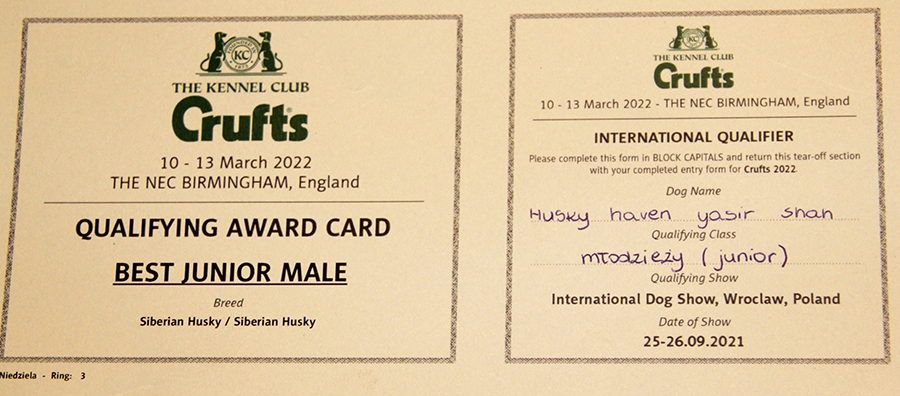 KC
THE KENNEL CLUB
Crufts
10 - 13 March 2022
THE NEC BIRMINGHAM, England
QUALIFYING AWARD CARD
BEST JUNIOR MALE
Breed
Siberian Husky / Siberian Husky
Niedziela - Ring: 3
KC
THE KENNEL CLUB
Crufts
10 - 13 March 2022 - THE NEC BIRMINGHAM, England
INTERNATIONAL QUALIFIER
Please complete this form in BLOCK CAPITALS and return this tear-off section
with your completed entry form for Crufts 2022
Dog Name
Husky haven yasir shah
Qualifying Class
młodzieży (junior)
Qualifying Show
International Dog Show, Wroclaw, Poland
Date of Show
25-26.09.2021